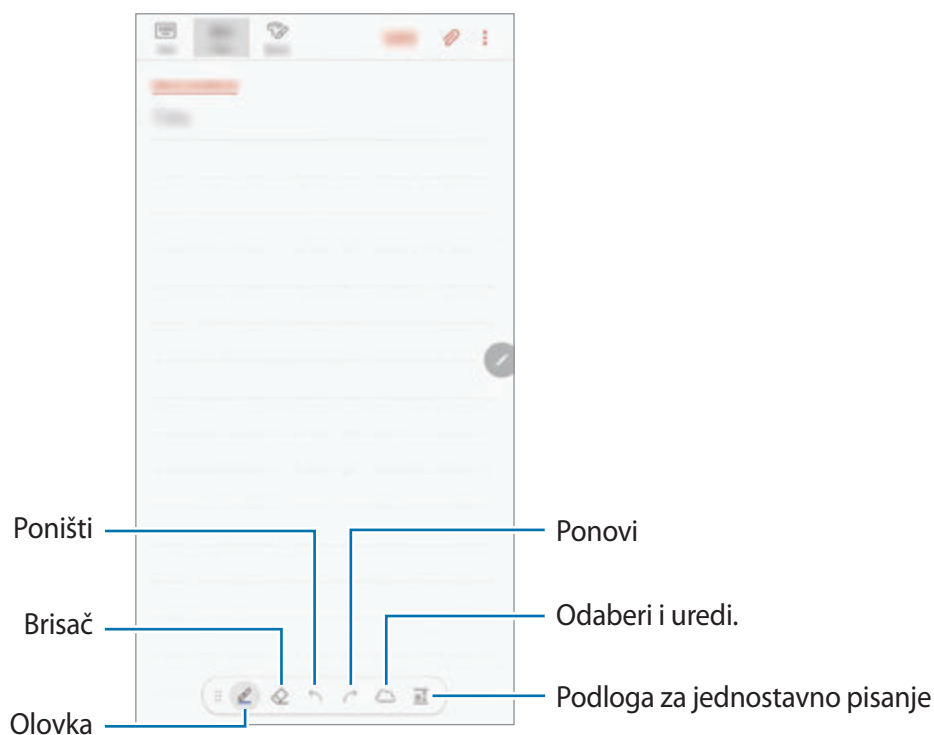 Poništi
Ponovi
Brisač
Odaberi i uredi.
Podloga za jednostavno pisanje
Olovka